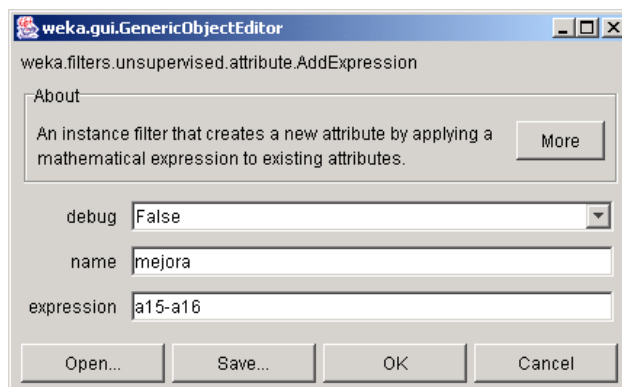 weka.gui.GenericObjectEditor
weka.filters.unsupervised.attribute.AddExpression
About
An instance filter that creates a new attribute by applying a
mathematical expression to existing attributes.
More
debug False
name mejora
expression a15-a16
Open... Save... OK Cancel